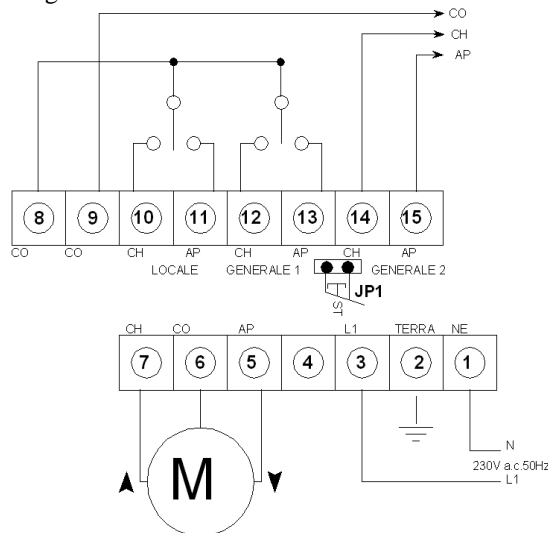 CO
CH
AP
8 9 10 11 12 13 14 15
CO CO CH AP CH AP CH AP
LOCALE GENERALE 1 GENERALE 2
JP1
ST
CH CO AP L1 TERRA NE
7 6 5 4 3 2 1
M
N
230V a.c.50Hz
L1